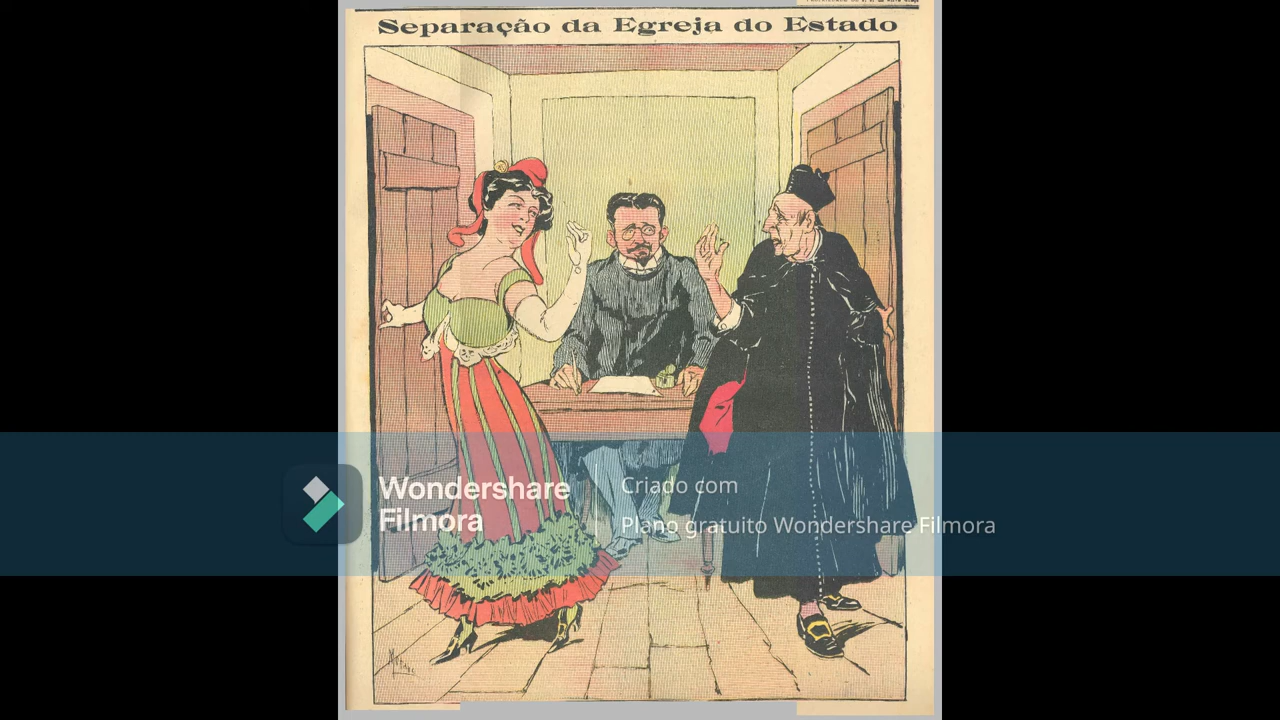 Separação da Egreja do Estado
Wondershare
Filmora
Criado com
Plano gratuito Wondershare Filmora